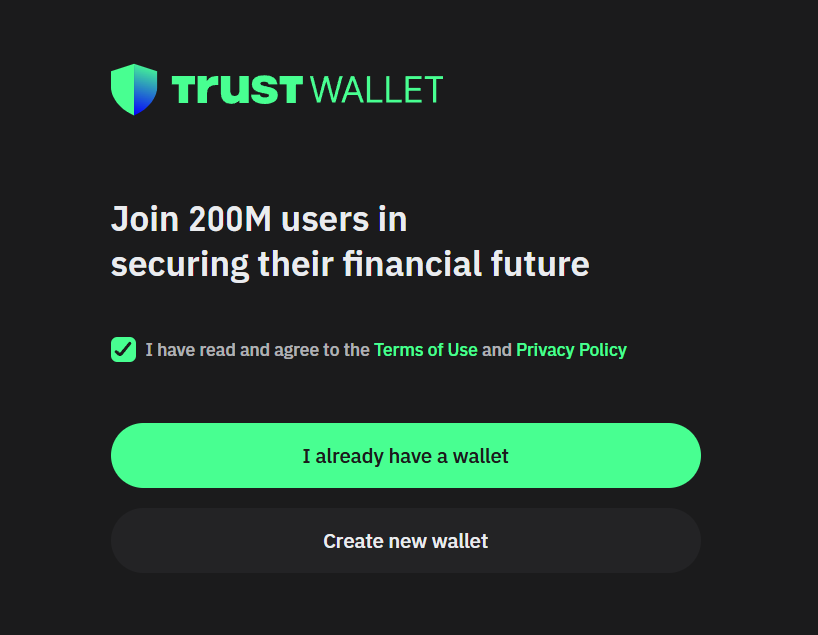 TRUST WALLET
Join 200M users in
securing their financial future
I have read and agree to the Terms of Use and Privacy Policy
I already have a wallet
Create new wallet